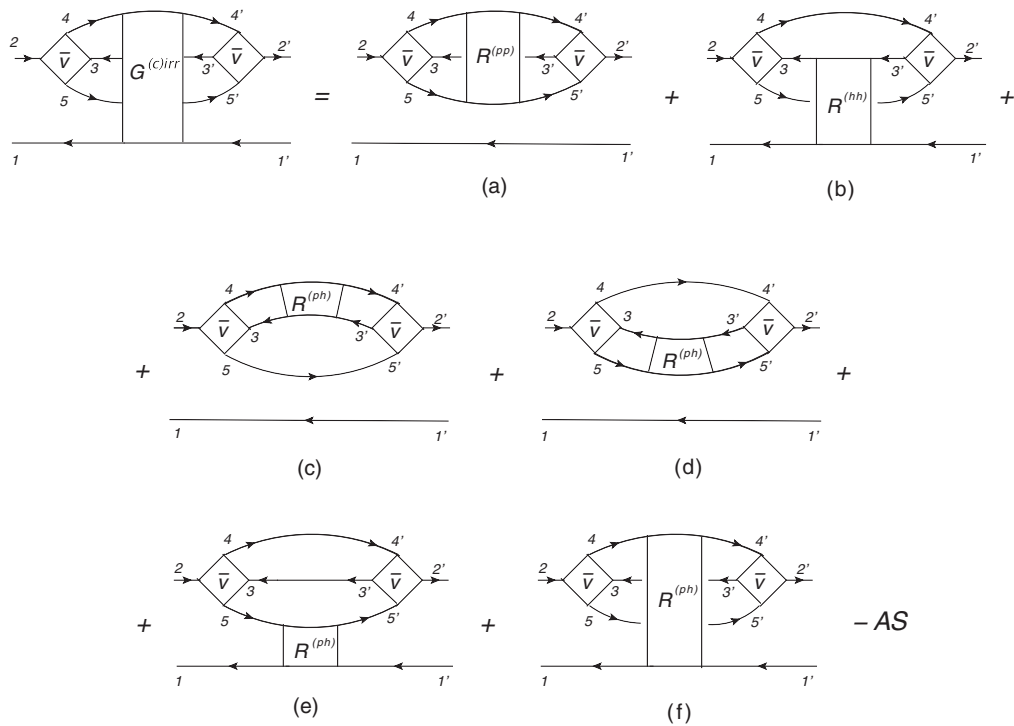 4 4'
2 v̄ 3 G^(c)irr 3' v̄ 2' = 2 v̄ 3 R^(pp) 3' v̄ 2' + 2 v̄ 3 R^(hh) 3' v̄ 2' +
5 5'
1 1'
4 4'
5 5'
1 1'
(a)
4 4'
5 5'
1 1'
(b)
4 4'
+ 2 v̄ 3 R^(ph) 3' v̄ 2'
5 5'
1 1'
(c)
4 4'
+ 2 v̄ 3 R^(ph) 3' v̄ 2' +
5 5'
1 1'
(d)
4 4'
2 v̄ 3 3' v̄ 2'
+ 5 5'
R^(ph)
1 1'
(e)
4 4'
2 v̄ 3 R^(ph) 3' v̄ 2'
+ 5 5' – AS
1 1'
(f)